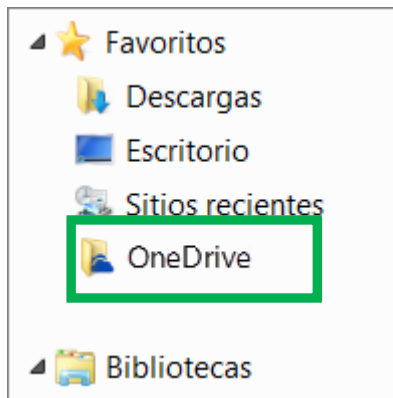 Favoritos
Descargas
Escritorio
Sitios recientes
OneDrive
Bibliotecas